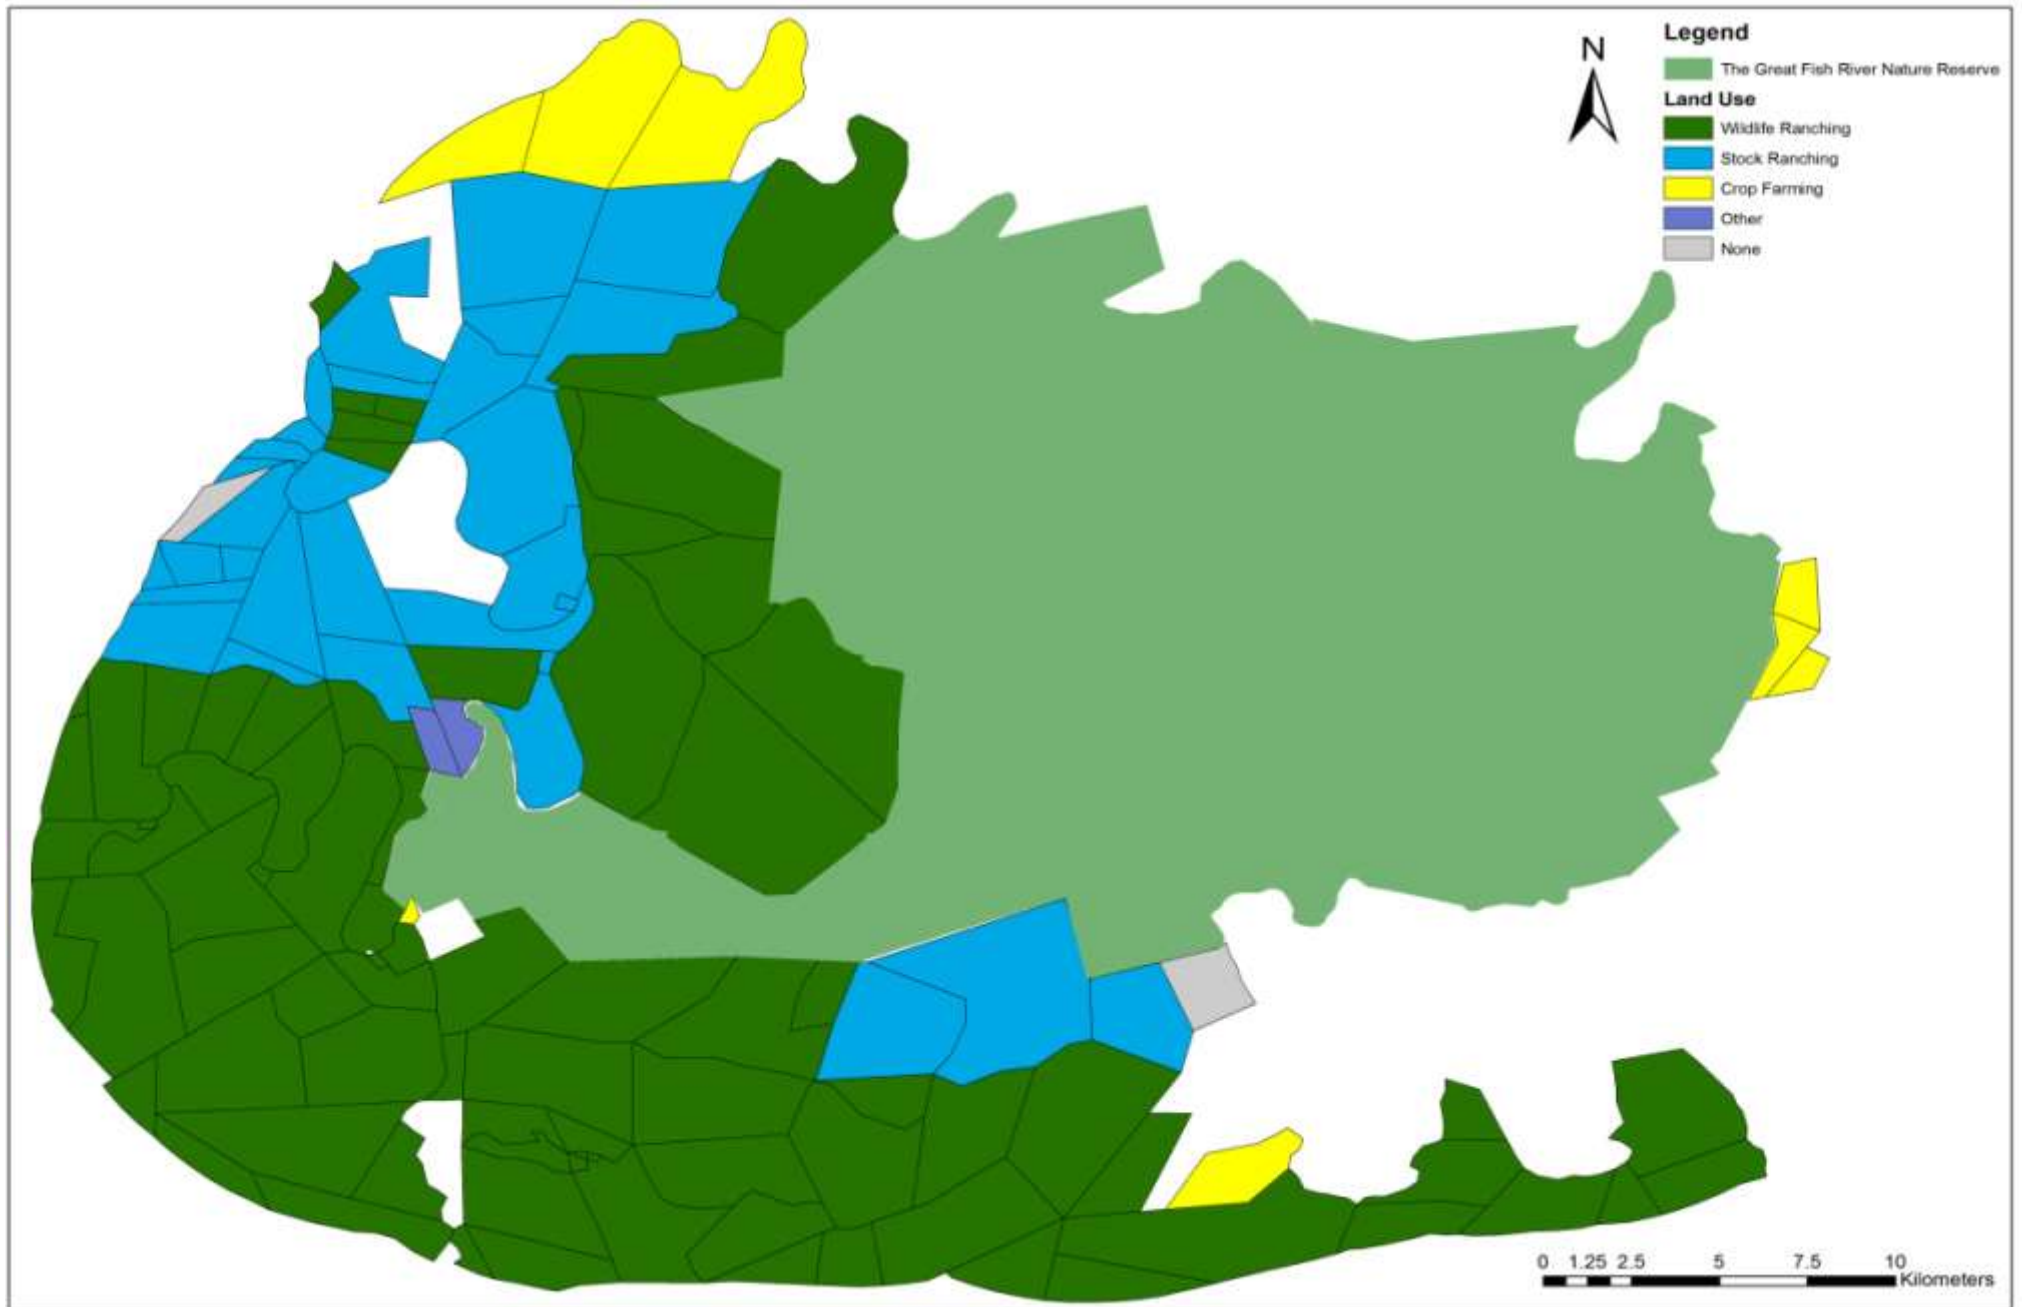 N
Legend
The Great Fish River Nature Reserve
Land Use
Wildlife Ranching
Stock Ranching
Crop Farming
Other
None
0 1.25 2.5 5 7.5 10
Kilometers